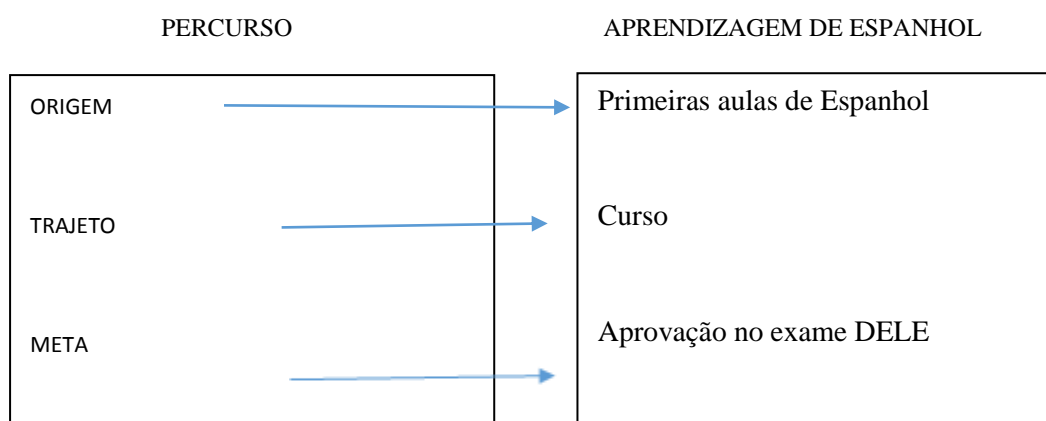 PERCURSO
APRENDIZAGEM DE ESPANHOL
ORIGEM
Primeiras aulas de Espanhol
TRAJETO
Curso
META
Aprovação no exame DELE